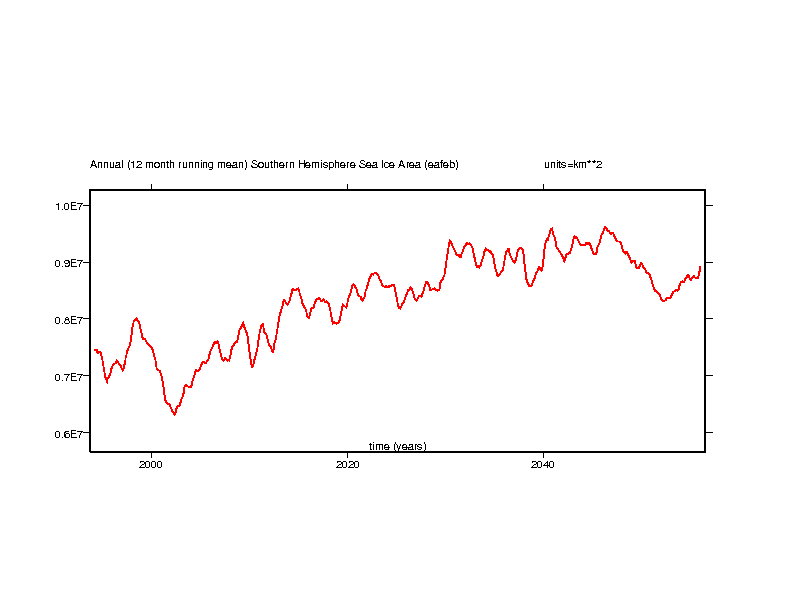 Annual (12 month running mean) Southern Hemisphere Sea Ice Area (eafeb) units=km**2
1.0E7
0.9E7
0.8E7
0.7E7
0.6E7
time (years)
2000 2020 2040